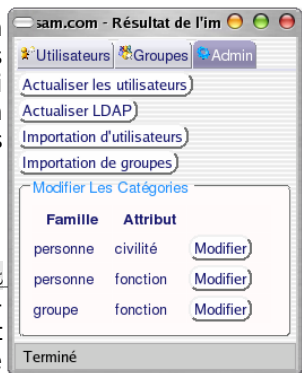 sam.com - Résultat de l'im
Utilisateurs Groupes Admin
Actualiser les utilisateurs
Actualiser LDAP
Importation d'utilisateurs
Importation de groupes
Modifier Les Catégories
Famille Attribut
personne civilité Modifier
personne fonction Modifier
groupe fonction Modifier
Terminé